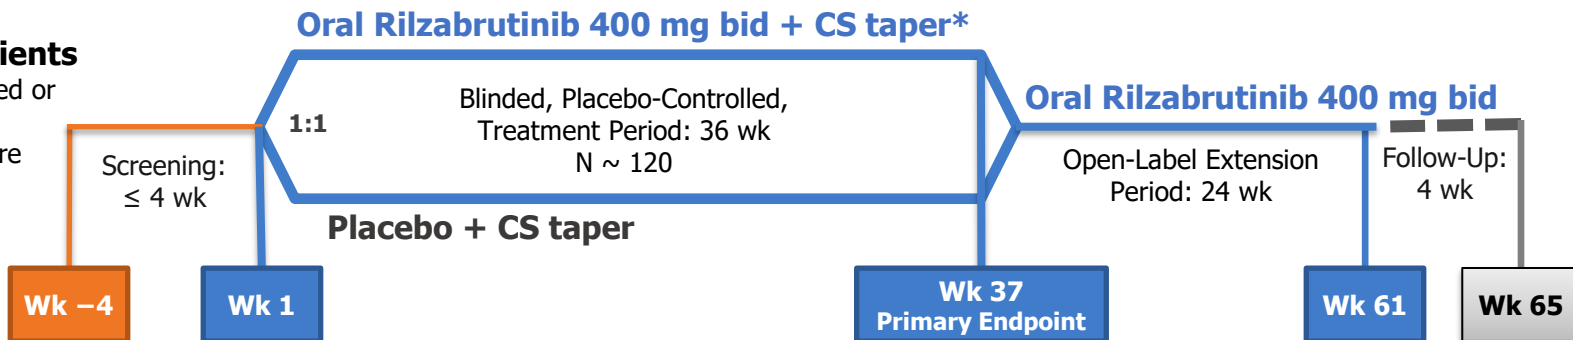 Oral Rilzabrutinib 400 mg bid + CS taper*
ients
ed or
re
Screening:
≤ 4 wk
1:1
Blinded, Placebo-Controlled,
Treatment Period: 36 wk
N ~ 120
Placebo + CS taper
Oral Rilzabrutinib 400 mg bid
Open-Label Extension
Period: 24 wk
Follow-Up:
4 wk
Wk −4
Wk 1
Wk 37
Primary Endpoint
Wk 61
Wk 65